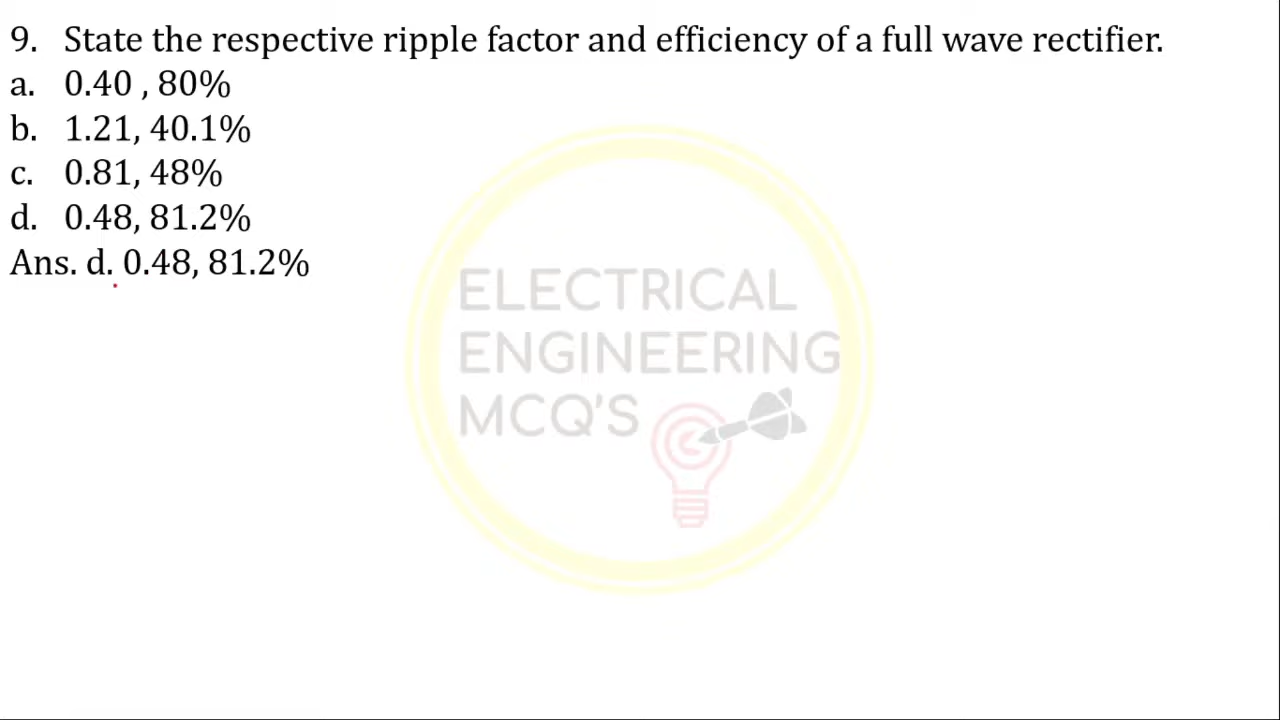 9. State the respective ripple factor and efficiency of a full wave rectifier.
a. 0.40 , 80%
b. 1.21, 40.1%
c. 0.81, 48%
d. 0.48, 81.2%
Ans. d. 0.48, 81.2%
ELECTRICAL
ENGINEERING
MCQ'S